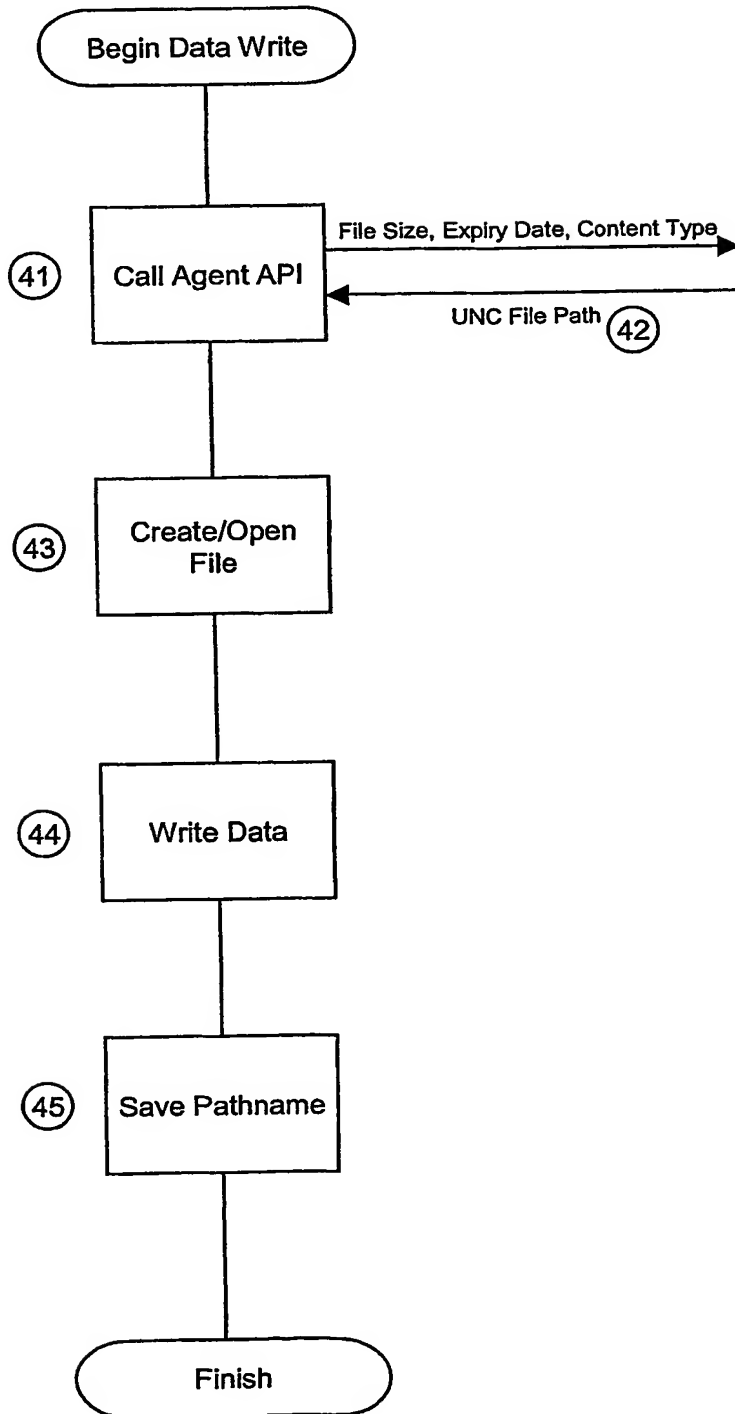 Begin Data Write
File Size, Expiry Date, Content Type
41
Call Agent API
UNC File Path
42
43
Create/Open
File
44
Write Data
45
Save Pathname
Finish